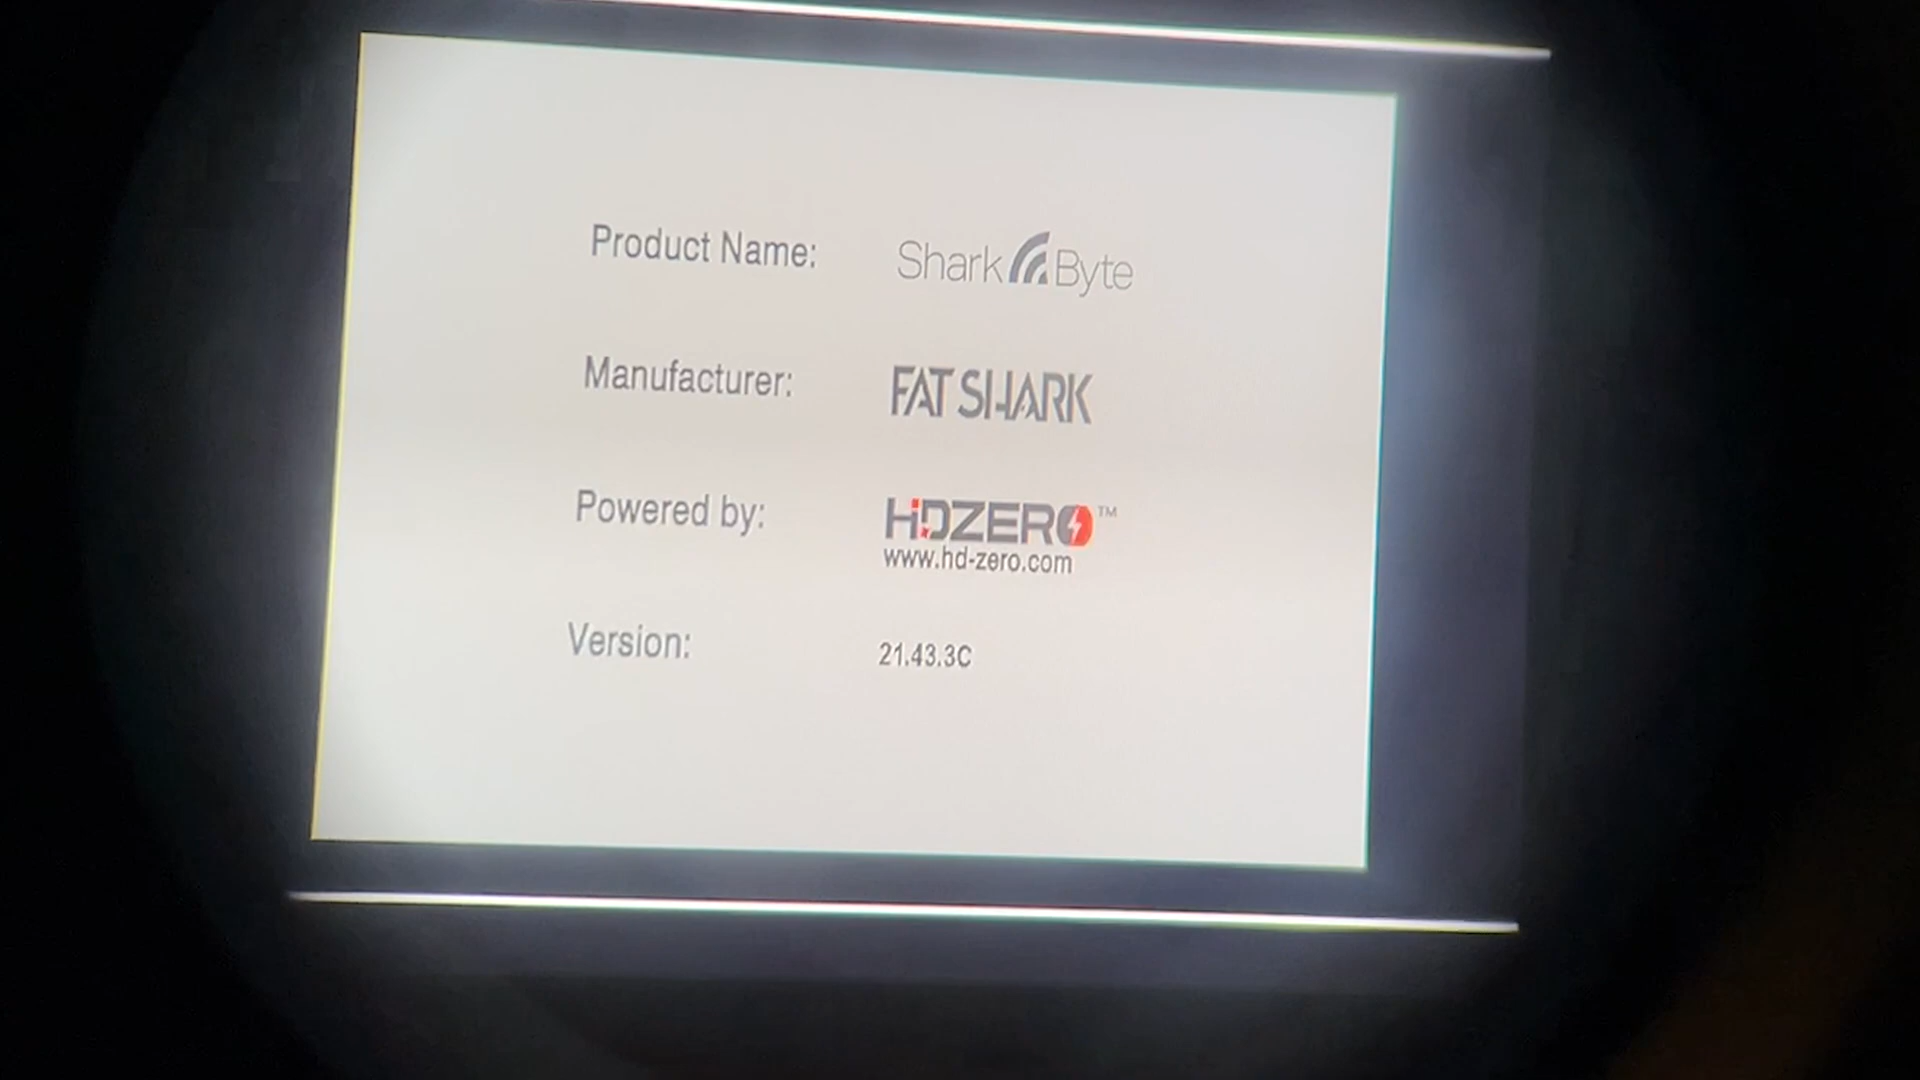 Product Name: Shark Byte
Manufacturer: FAT SHARK
Powered by: HDZERO™
www.hd-zero.com
Version: 21.43.3C